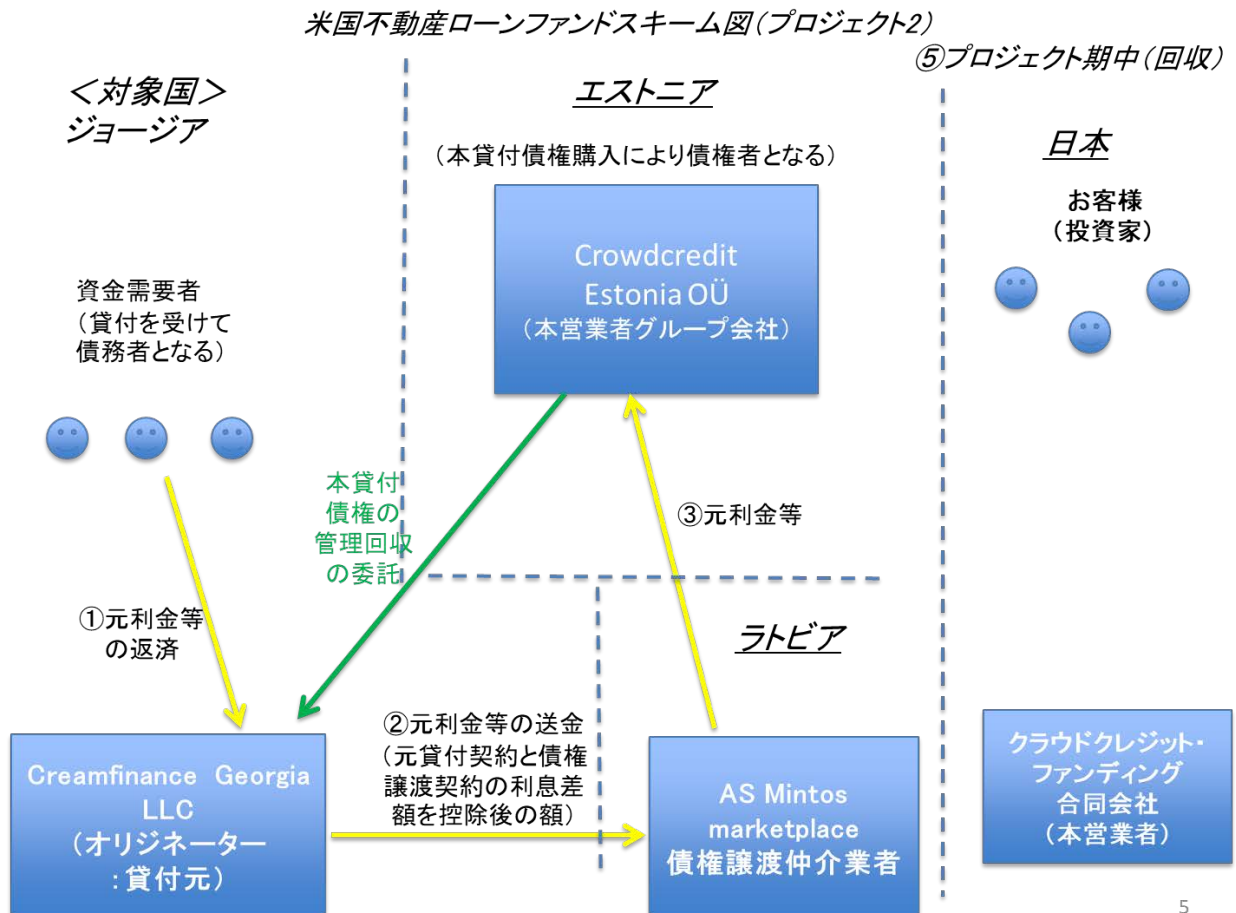 米国不動産ローンファンドスキーム図(プロジェクト2)
⑤プロジェクト期中(回収)
<対象国>
ジョージア
エストニア
(本貸付債権購入により債権者となる)
日本
お客様
(投資家)
Crowdcredit
Estonia OÜ
(本営業者グループ会社)
資金需要者
(貸付を受けて
債務者となる)
本貸付
債権の
管理回収
の委託
③元利金等
①元利金等
の返済
ラトビア
②元利金等の送金
(元貸付契約と債権
譲渡契約の利息差
額を控除後の額)
Creamfinance Georgia
LLC
(オリジネーター
:貸付元)
AS Mintos
marketplace
債権譲渡仲介業者
クラウドクレジット・
ファンディング
合同会社
(本営業者)
5